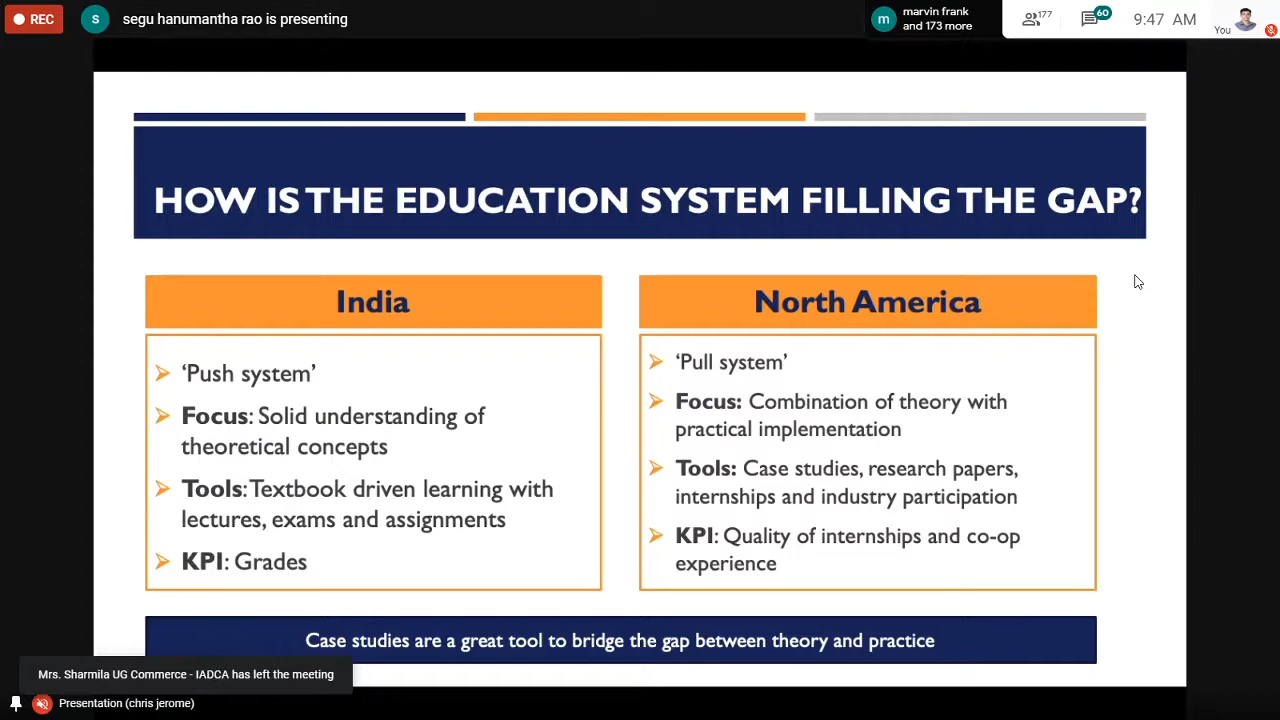 REC
S
segu hanumantha rao is presenting
m
marvin frank
and 173 more
177
60
9:47 AM
You
HOW IS THE EDUCATION SYSTEM FILLING THE GAP?
India
'Push system'
Focus: Solid understanding of
theoretical concepts
Tools: Textbook driven learning with
lectures, exams and assignments
KPI: Grades
North America
'Pull system'
Focus: Combination of theory with
practical implementation
Tools: Case studies, research papers,
internships and industry participation
KPI: Quality of internships and co-op
experience
Case studies are a great tool to bridge the gap between theory and practice
Mrs. Sharmila UG Commerce - IADCA has left the meeting
Presentation (chris jerome)